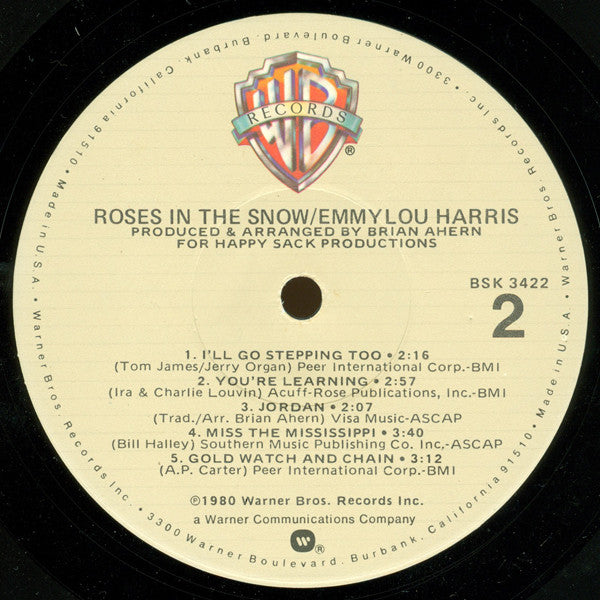 Warner Bros. Records Inc. • 3300 Warner Boulevard, Burbank, California 91510 • Made in U.S.A. • Warner Bros. Records Inc. • 3300 Warner Boulevard, Burbank, California 91510 • Made in U.S.A. •
WB
RECORDS
®
ROSES IN THE SNOW/EMMYLOU HARRIS
PRODUCED & ARRANGED BY BRIAN AHERN
FOR HAPPY SACK PRODUCTIONS
BSK 3422
2
1. I'LL GO STEPPING TOO • 2:16
(Tom James/Jerry Organ) Peer International Corp.-BMI
2. YOU'RE LEARNING • 2:57
(Ira & Charlie Louvin) Acuff-Rose Publications, Inc.-BMI
3. JORDAN • 2:07
(Trad./Arr. Brian Ahern) Visa Music-ASCAP
4. MISS THE MISSISSIPPI • 3:40
(Bill Halley) Southern Music Publishing Co. Inc.-ASCAP
5. GOLD WATCH AND CHAIN • 3:12
(A.P. Carter) Peer International Corp.-BMI
℗1980 Warner Bros. Records Inc.
a Warner Communications Company
®